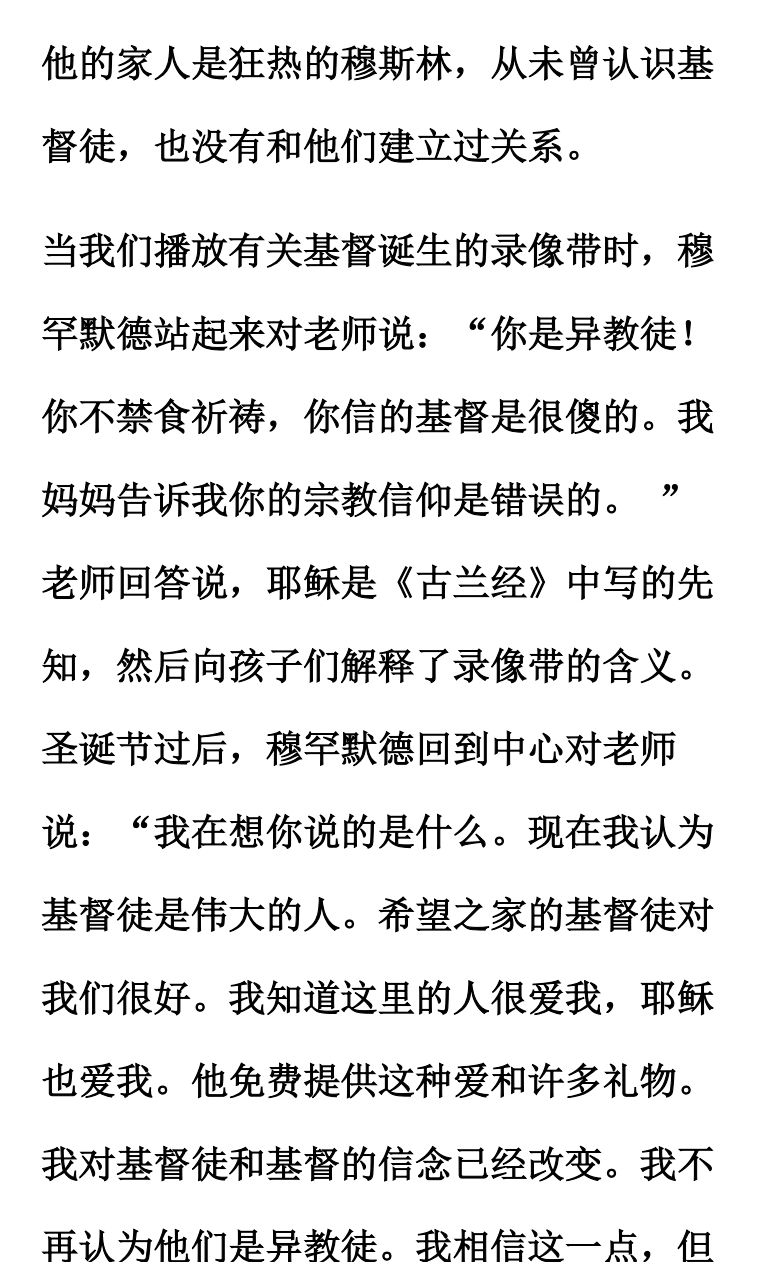 他的家人是狂热的穆斯林，从未曾认识基
督徒，也没有和他们建立过关系。
当我们播放有关基督诞生的录像带时，穆
罕默德站起来对老师说：“你是异教徒！
你不禁食祈祷，你信的基督是很傻的。我
妈妈告诉我你的宗教信仰是错误的。 ”
老师回答说，耶稣是《古兰经》中写的先
知，然后向孩子们解释了录像带的含义。
圣诞节过后，穆罕默德回到中心对老师
说：“我在想你说的是什么。现在我认为
基督徒是伟大的人。希望之家的基督徒对
我们很好。我知道这里的人很爱我，耶稣
也爱我。他免费提供这种爱和许多礼物。
我对基督徒和基督的信念已经改变。我不
再认为他们是异教徒。我相信这一点，但